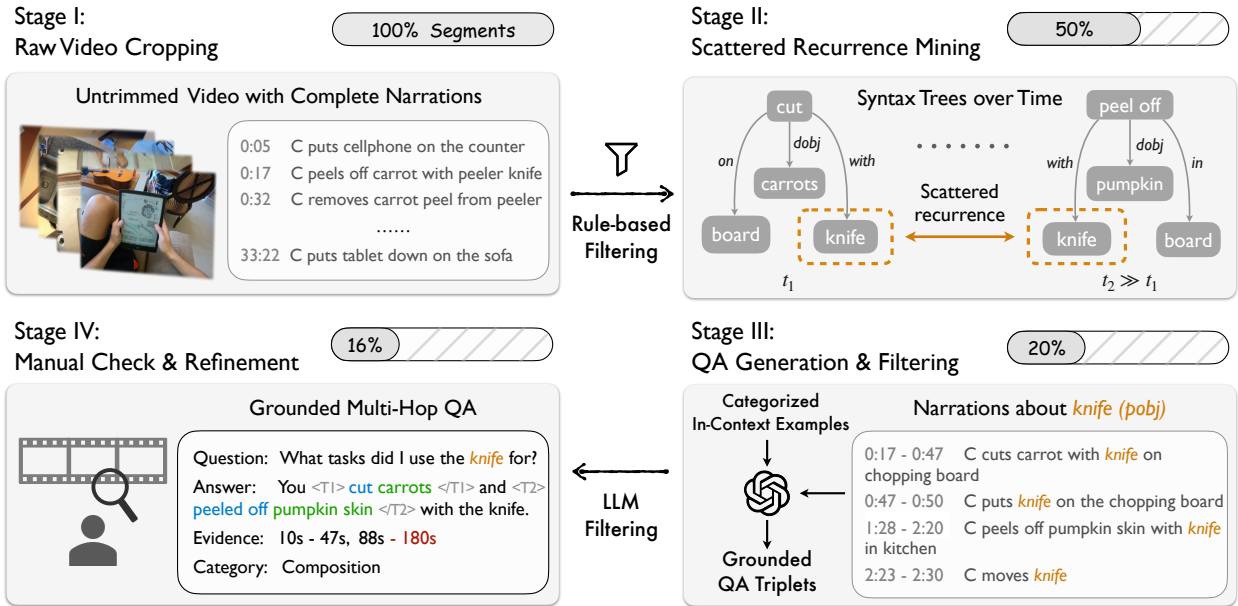 Stage I:
Raw Video Cropping
100% Segments
Untrimmed Video with Complete Narrations
0:05 C puts cellphone on the counter
0:17 C peels off carrot with peeler knife
0:32 C removes carrot peel from peeler
......
33:22 C puts tablet down on the sofa
Rule-based
Filtering
Stage II:
Scattered Recurrence Mining
50%
Syntax Trees over Time
cut
peel off
. . . . . . .
on
dobj
with
with
dobj
in
carrots
pumpkin
Scattered
recurrence
board
knife
knife
board
t1
t2 ≫ t1
Stage IV:
Manual Check & Refinement
16%
Grounded Multi-Hop QA
Question: What tasks did I use the knife for?
Answer: You <T1> cut carrots </T1> and <T2>
peeled off pumpkin skin </T2> with the knife.
Evidence: 10s - 47s, 88s - 180s
Category: Composition
LLM
Filtering
Stage III:
QA Generation & Filtering
20%
Categorized
In-Context Examples
Grounded
QA Triplets
Narrations about knife (pobj)
0:17 - 0:47 C cuts carrot with knife on
chopping board
0:47 - 0:50 C puts knife on the chopping board
1:28 - 2:20 C peels off pumpkin skin with knife
in kitchen
2:23 - 2:30 C moves knife